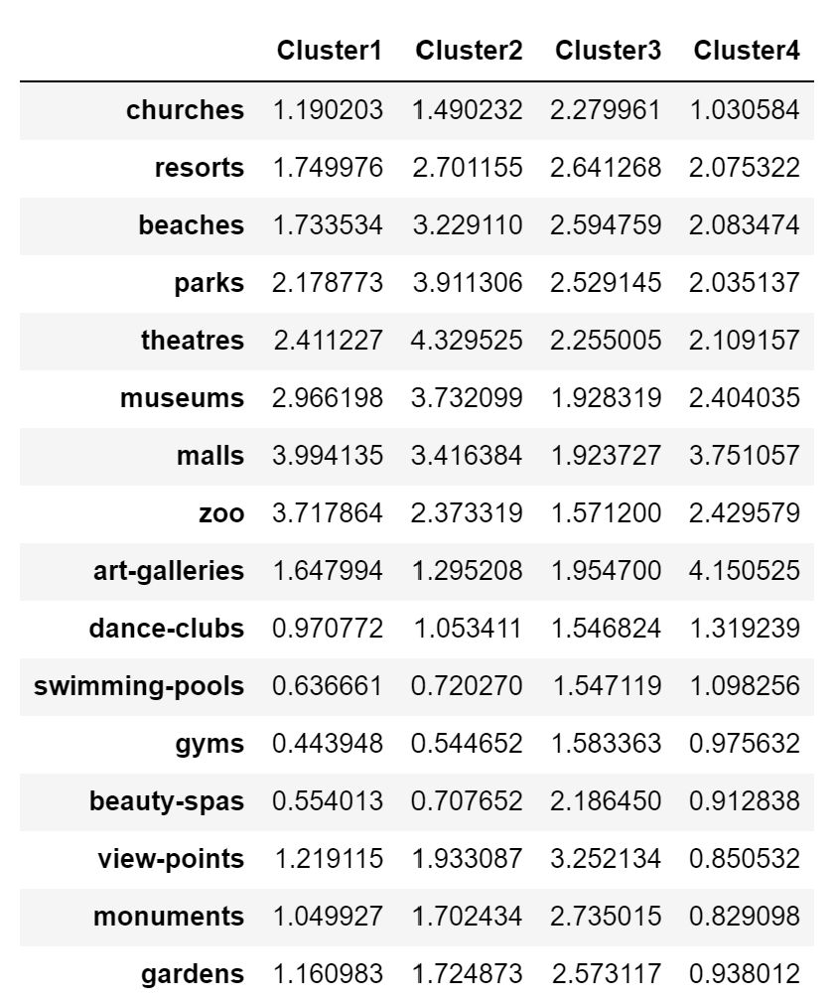 Cluster1 Cluster2 Cluster3 Cluster4
churches 1.190203 1.490232 2.279961 1.030584
resorts 1.749976 2.701155 2.641268 2.075322
beaches 1.733534 3.229110 2.594759 2.083474
parks 2.178773 3.911306 2.529145 2.035137
theatres 2.411227 4.329525 2.255005 2.109157
museums 2.966198 3.732099 1.928319 2.404035
malls 3.994135 3.416384 1.923727 3.751057
zoo 3.717864 2.373319 1.571200 2.429579
art-galleries 1.647994 1.295208 1.954700 4.150525
dance-clubs 0.970772 1.053411 1.546824 1.319239
swimming-pools 0.636661 0.720270 1.547119 1.098256
gyms 0.443948 0.544652 1.583363 0.975632
beauty-spas 0.554013 0.707652 2.186450 0.912838
view-points 1.219115 1.933087 3.252134 0.850532
monuments 1.049927 1.702434 2.735015 0.829098
gardens 1.160983 1.724873 2.573117 0.938012